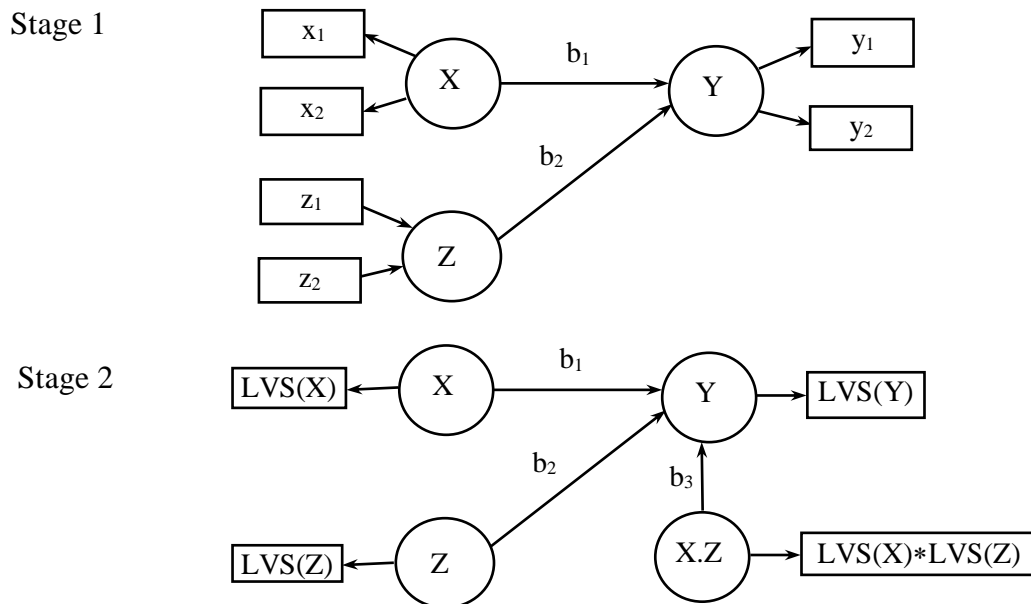 Stage 1
x₁
x₂
X
b₁
Y
y₁
y₂
b₂
z₁
z₂
Z
Stage 2
LVS(X)
X
b₁
Y
LVS(Y)
b₂
b₃
LVS(Z)
Z
X.Z
LVS(X)*LVS(Z)